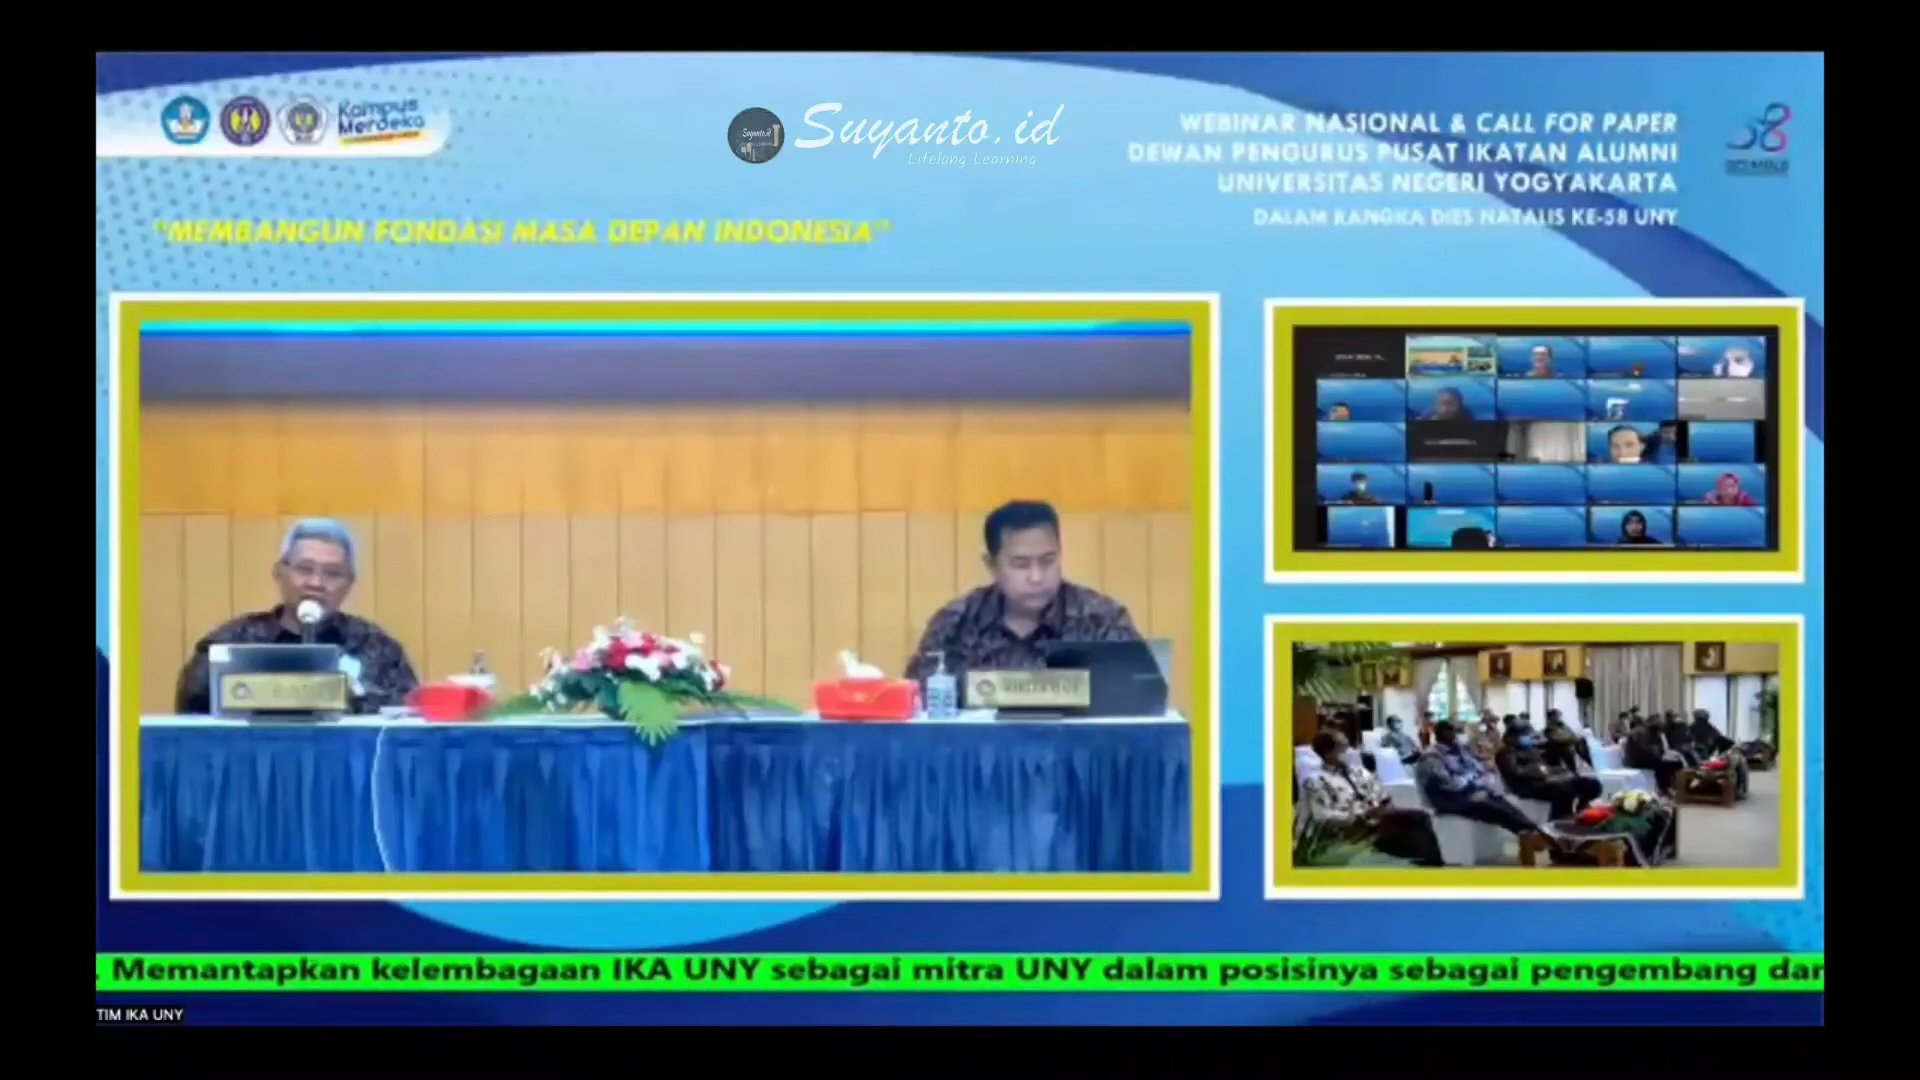 Kampus
Merdeka
Suyanto.id
Lifelong Learning
WEBINAR NASIONAL & CALL FOR PAPER
DEWAN PENGURUS PUSAT IKATAN ALUMNI
UNIVERSITAS NEGERI YOGYAKARTA
DALAM RANGKA DIES NATALIS KE-58 UNY
"MEMBANGUN FONDASI MASA DEPAN INDONESIA"
. Memantapkan kelembagaan IKA UNY sebagai mitra UNY dalam posisinya sebagai pengembang dan
TIM IKA UNY